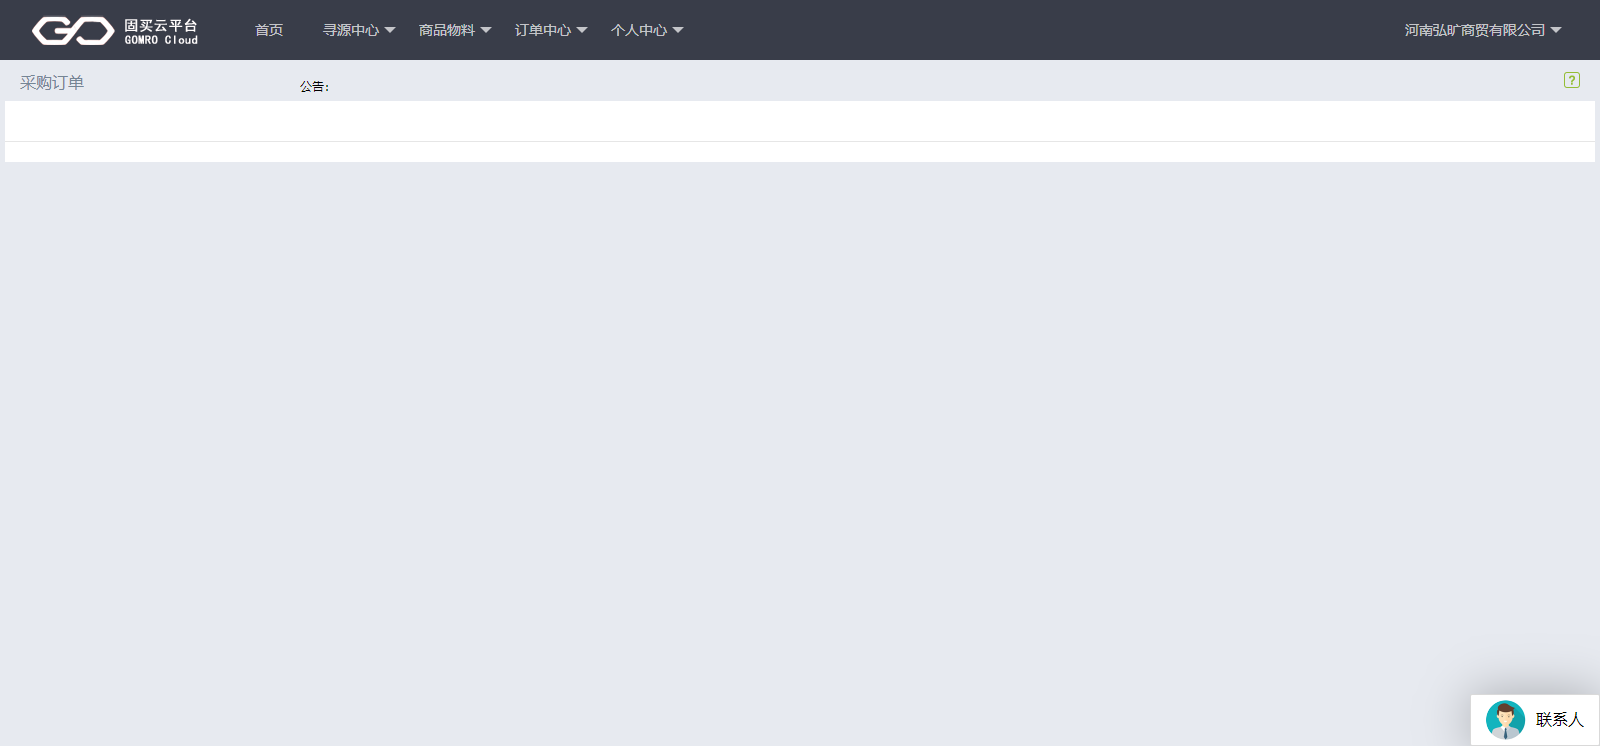 固买云平台
GOMRO Cloud
首页 寻源中心 商品物料 订单中心 个人中心 河南弘旷商贸有限公司
采购订单
公告：
?
联系人